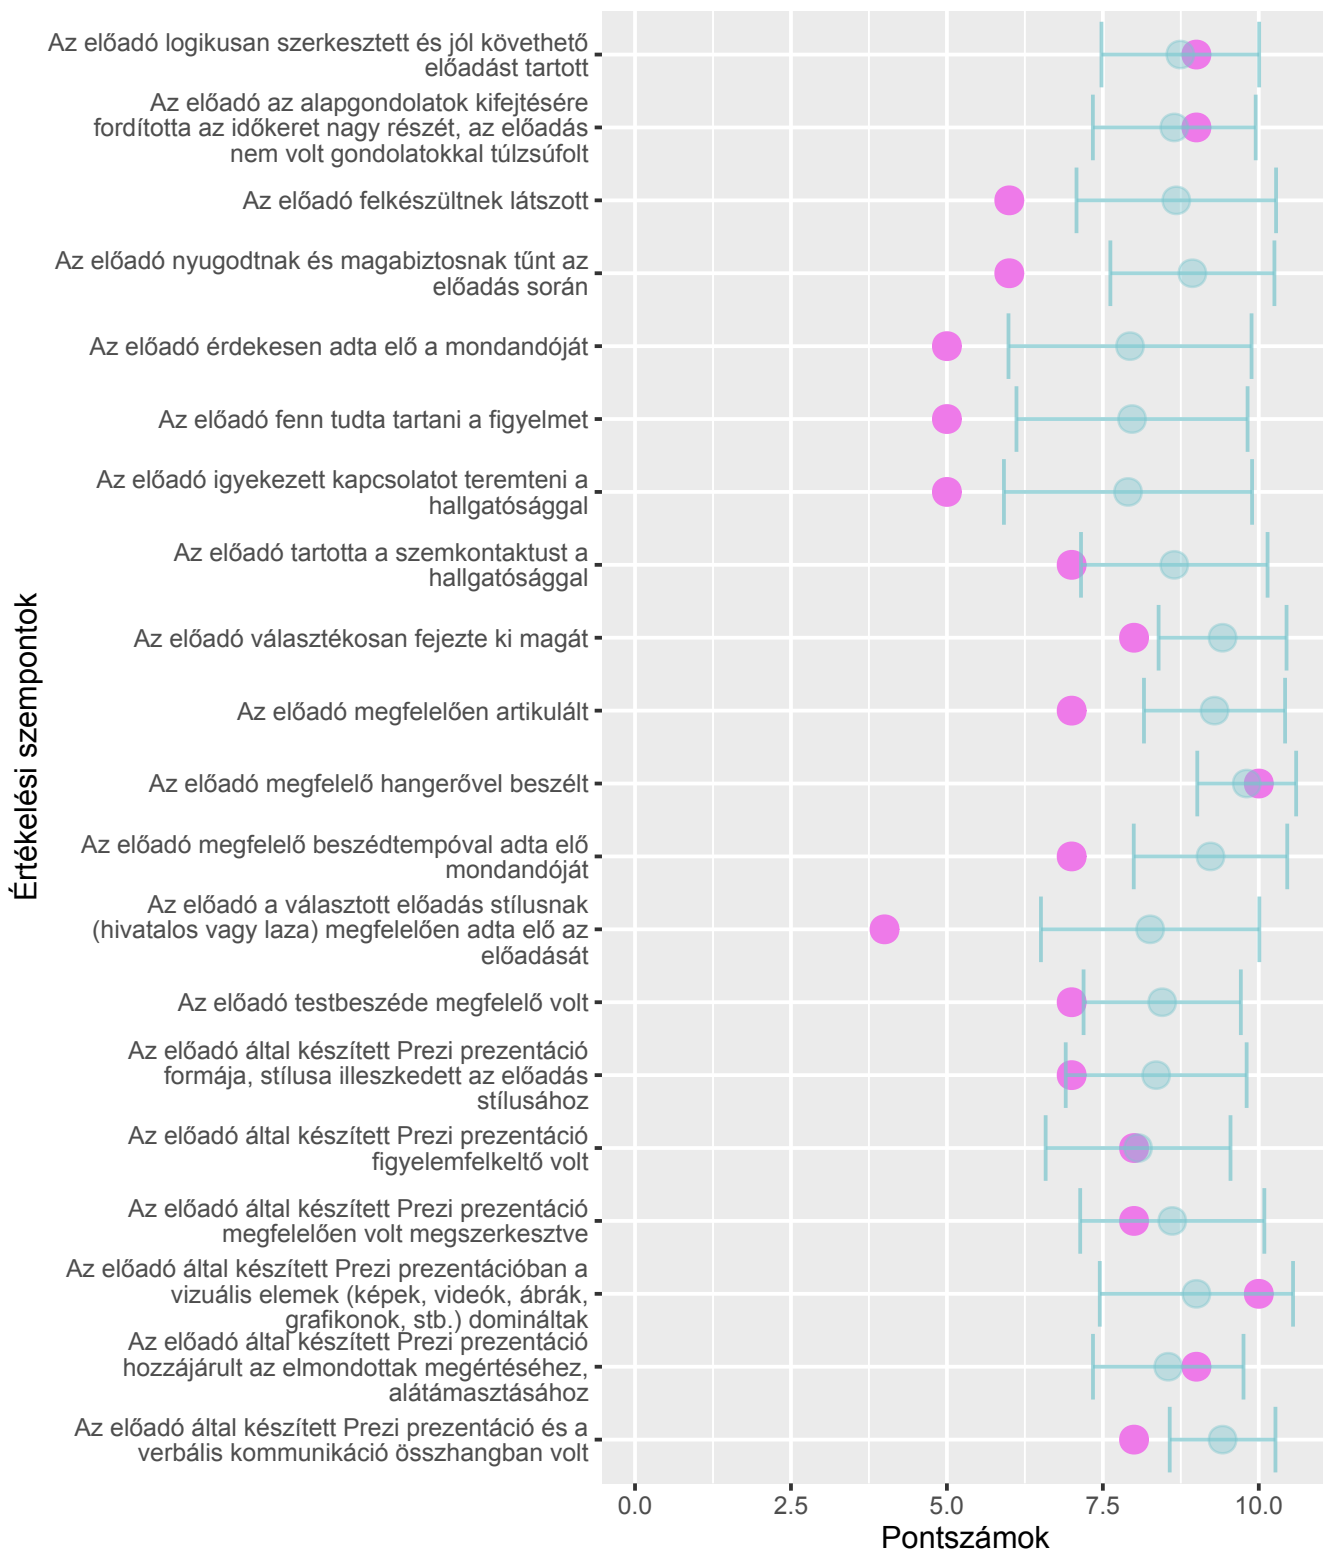 Az előadó logikusan szerkesztett és jól követhető
előadást tartott
Az előadó az alapgondolatok kifejtésére
fordította az időkeret nagy részét, az előadás
nem volt gondolatokkal túlzsúfolt
Az előadó felkészültnek látszott
Az előadó nyugodtnak és magabiztosnak tűnt az
előadás során
Az előadó érdekesen adta elő a mondandóját
Az előadó fenn tudta tartani a figyelmet
Az előadó igyekezett kapcsolatot teremteni a
hallgatósággal
Az előadó tartotta a szemkontaktust a
hallgatósággal
Az előadó választékosan fejezte ki magát
Az előadó megfelelően artikulált
Az előadó megfelelő hangerővel beszélt
Az előadó megfelelő beszédtempóval adta elő
mondandóját
Az előadó a választott előadás stílusnak
(hivatalos vagy laza) megfelelően adta elő az
előadását
Az előadó testbeszéde megfelelő volt
Az előadó által készített Prezi prezentáció
formája, stílusa illeszkedett az előadás
stílusához
Az előadó által készített Prezi prezentáció
figyelemfelkeltő volt
Az előadó által készített Prezi prezentáció
megfelelően volt megszerkesztve
Az előadó által készített Prezi prezentációban a
vizuális elemek (képek, videók, ábrák,
grafikonok, stb.) domináltak
Az előadó által készített Prezi prezentáció
hozzájárult az elmondottak megértéséhez,
alátámasztásához
Az előadó által készített Prezi prezentáció és a
verbális kommunikáció összhangban volt
Értékelési szempontok
0.0
2.5
5.0
7.5
10.0
Pontszámok